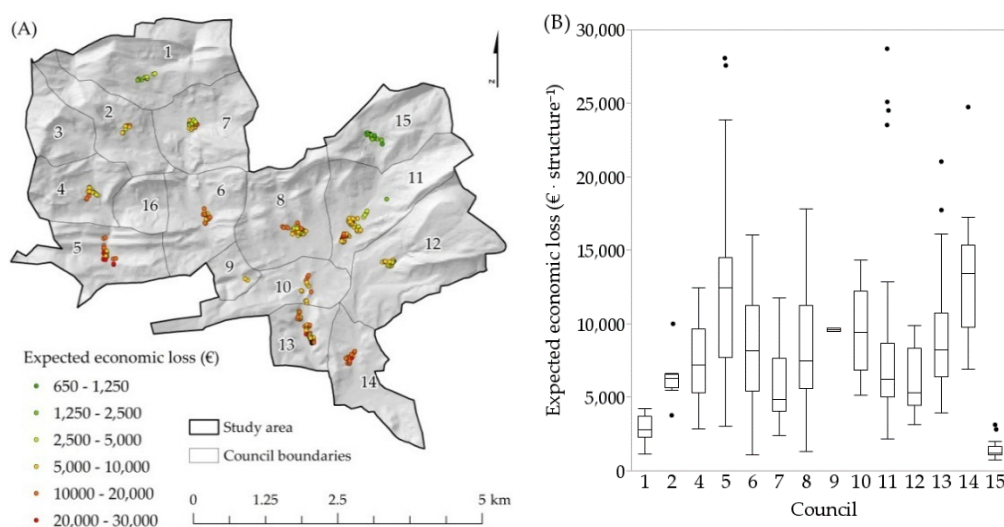 (A)
1
2
3
4
5
6
7
8
9
10
11
12
13
14
15
16
z
Expected economic loss (€)
650 - 1,250
1,250 - 2,500
2,500 - 5,000
5,000 - 10,000
10000 - 20,000
20,000 - 30,000
Study area
Council boundaries
0 1.25 2.5 5 km
(B)
Expected economic loss (€ · structure⁻¹)
30,000
25,000
20,000
15,000
10,000
5,000
0
1 2 4 5 6 7 8 9 10 11 12 13 14 15
Council